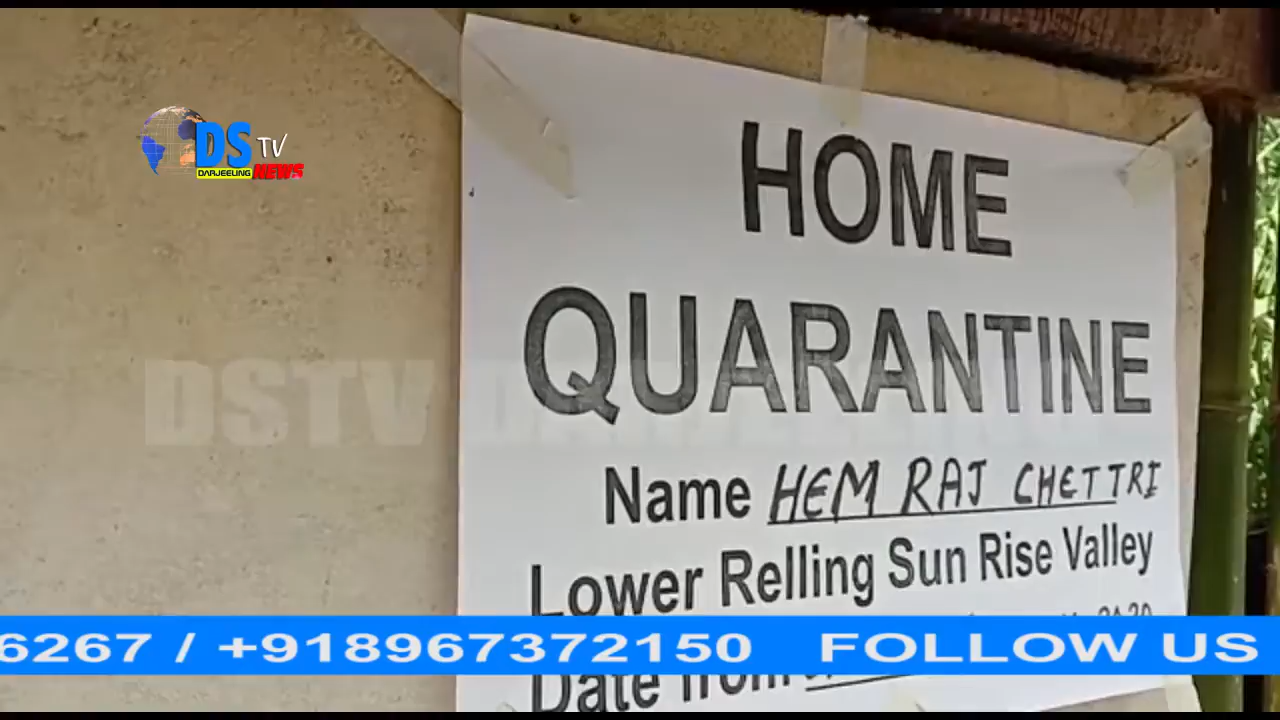 DS TV
DARJEELING NEWS
HOME
QUARANTINE
DSTV DARJEELING
Name HEM RAJ CHETTRI
Lower Relling Sun Rise Valley
6267 / +918967372150 FOLLOW US
Date from